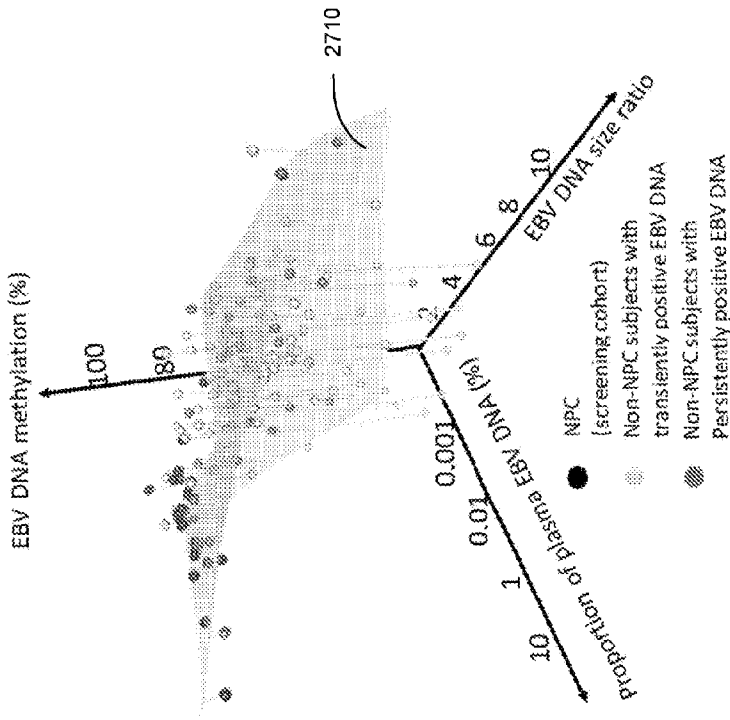 EBV DNA methylation (%)
100
80
2710
2
4
6
8
10
EBV DNA size ratio
Proportion of plasma EBV DNA (%)
0.001
0.01
1
10
NPC
(screening cohort)
Non-NPC subjects with
transiently positive EBV DNA
Non-NPC subjects with
Persistently positive EBV DNA